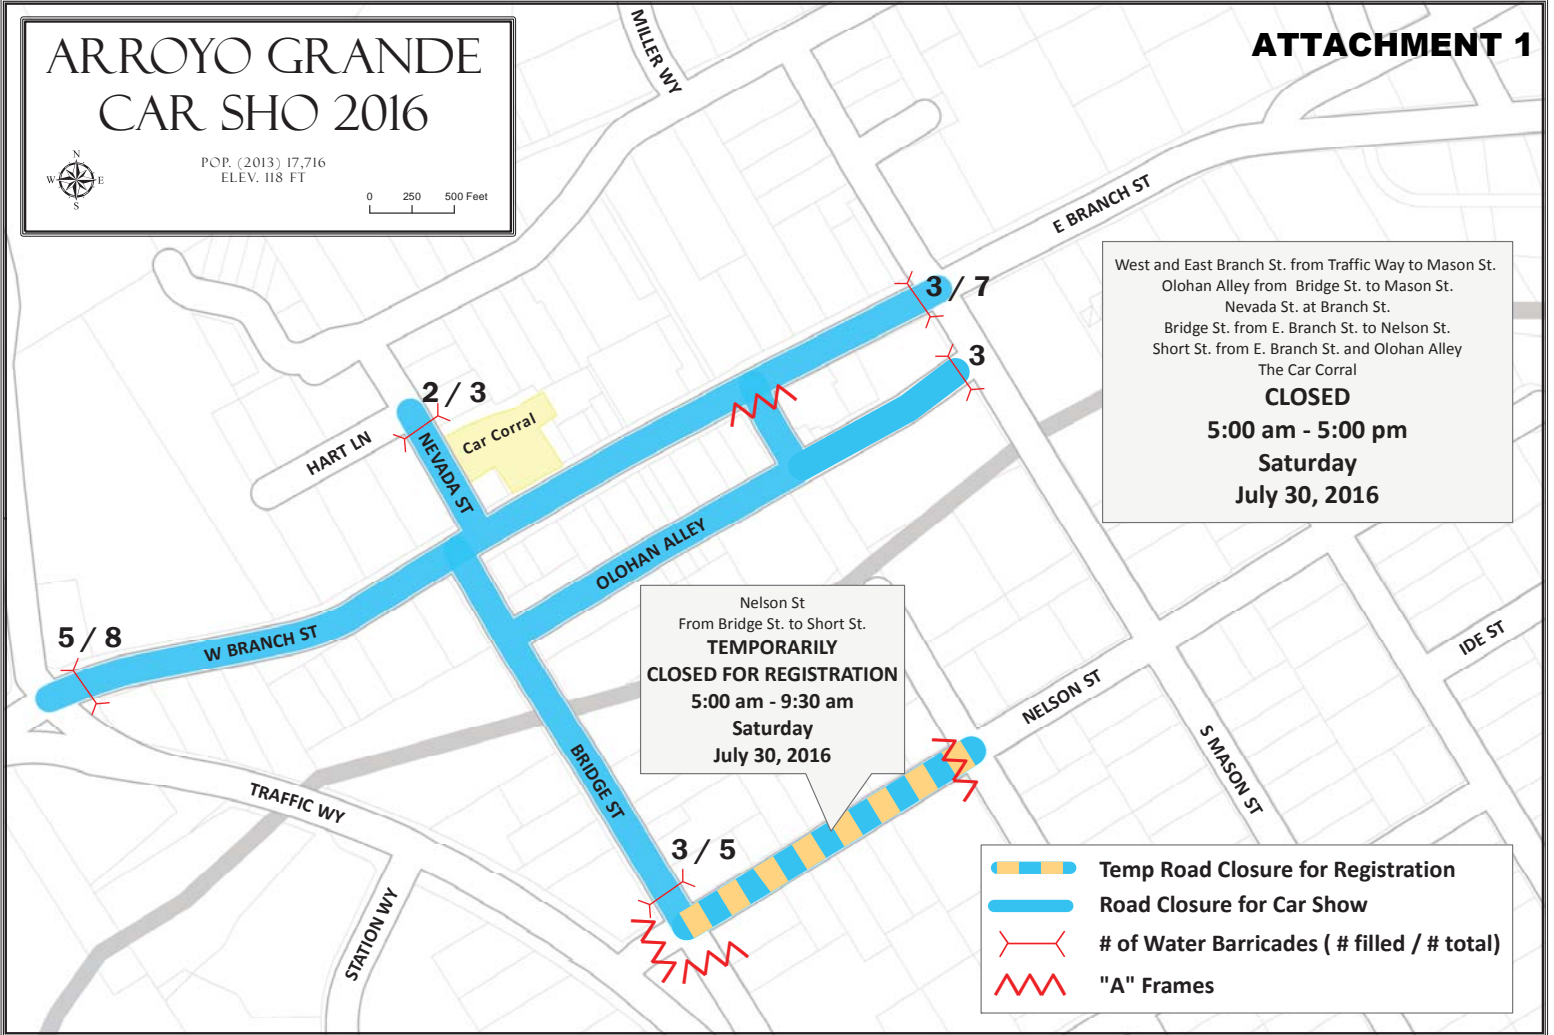 ATTACHMENT 1
ARROYO GRANDE
CAR SHO 2016
POP. (2013) 17,716
ELEV. 118 FT
N
W
E
S
0 250 500 Feet
MILLER WY
E BRANCH ST
West and East Branch St. from Traffic Way to Mason St.
Olohan Alley from Bridge St. to Mason St.
Nevada St. at Branch St.
Bridge St. from E. Branch St. to Nelson St.
Short St. from E. Branch St. and Olohan Alley
The Car Corral
CLOSED
5:00 am - 5:00 pm
Saturday
July 30, 2016
3 / 7
3
2 / 3
Car Corral
HART LN
NEVADA ST
OLOHAN ALLEY
5 / 8
W BRANCH ST
Nelson St
From Bridge St. to Short St.
TEMPORARILY
CLOSED FOR REGISTRATION
5:00 am - 9:30 am
Saturday
July 30, 2016
IDE ST
NELSON ST
S MASON ST
BRIDGE ST
TRAFFIC WY
3 / 5
STATION WY
Temp Road Closure for Registration
Road Closure for Car Show
# of Water Barricades ( # filled / # total)
"A" Frames